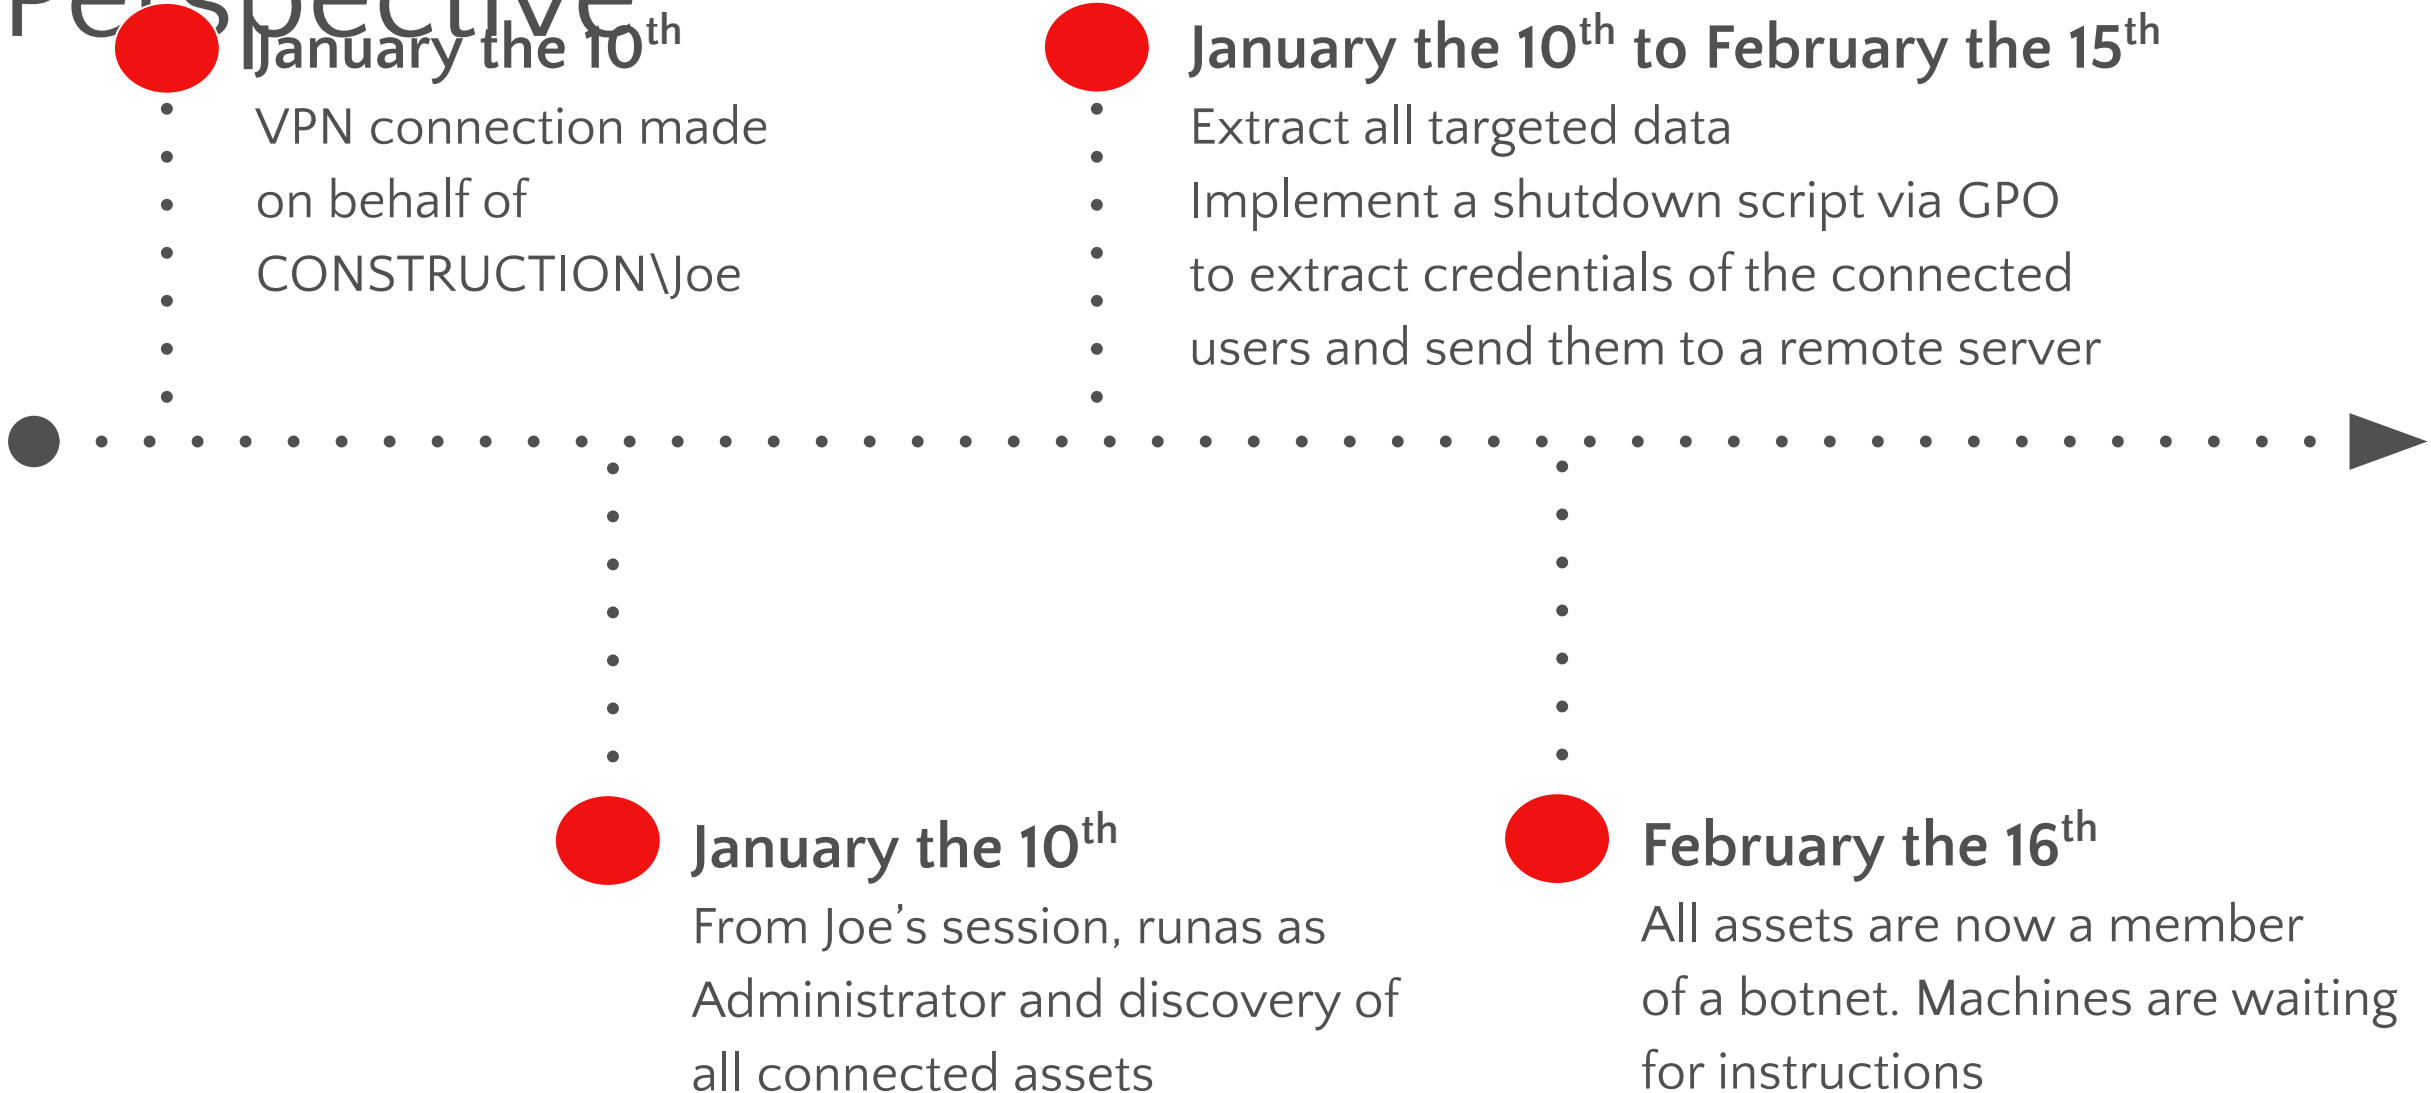 Perspective
January the 10th
VPN connection made
on behalf of
CONSTRUCTION\Joe
January the 10th to February the 15th
Extract all targeted data
Implement a shutdown script via GPO
to extract credentials of the connected
users and send them to a remote server
January the 10th
From Joe’s session, runas as
Administrator and discovery of
all connected assets
February the 16th
All assets are now a member
of a botnet. Machines are waiting
for instructions